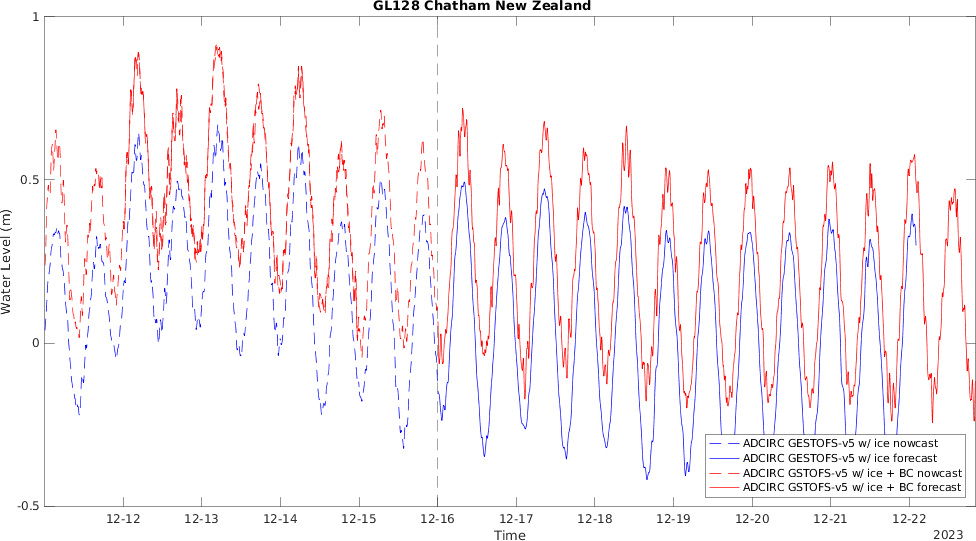 GL128 Chatham New Zealand
1
0.5
0
-0.5
Water Level (m)
12-12
12-13
12-14
12-15
12-16
12-17
12-18
12-19
12-20
12-21
12-22
Time
2023
ADCIRC GESTOFS-v5 w/ ice nowcast
ADCIRC GESTOFS-v5 w/ ice forecast
ADCIRC GSTOFS-v5 w/ ice + BC nowcast
ADCIRC GSTOFS-v5 w/ ice + BC forecast